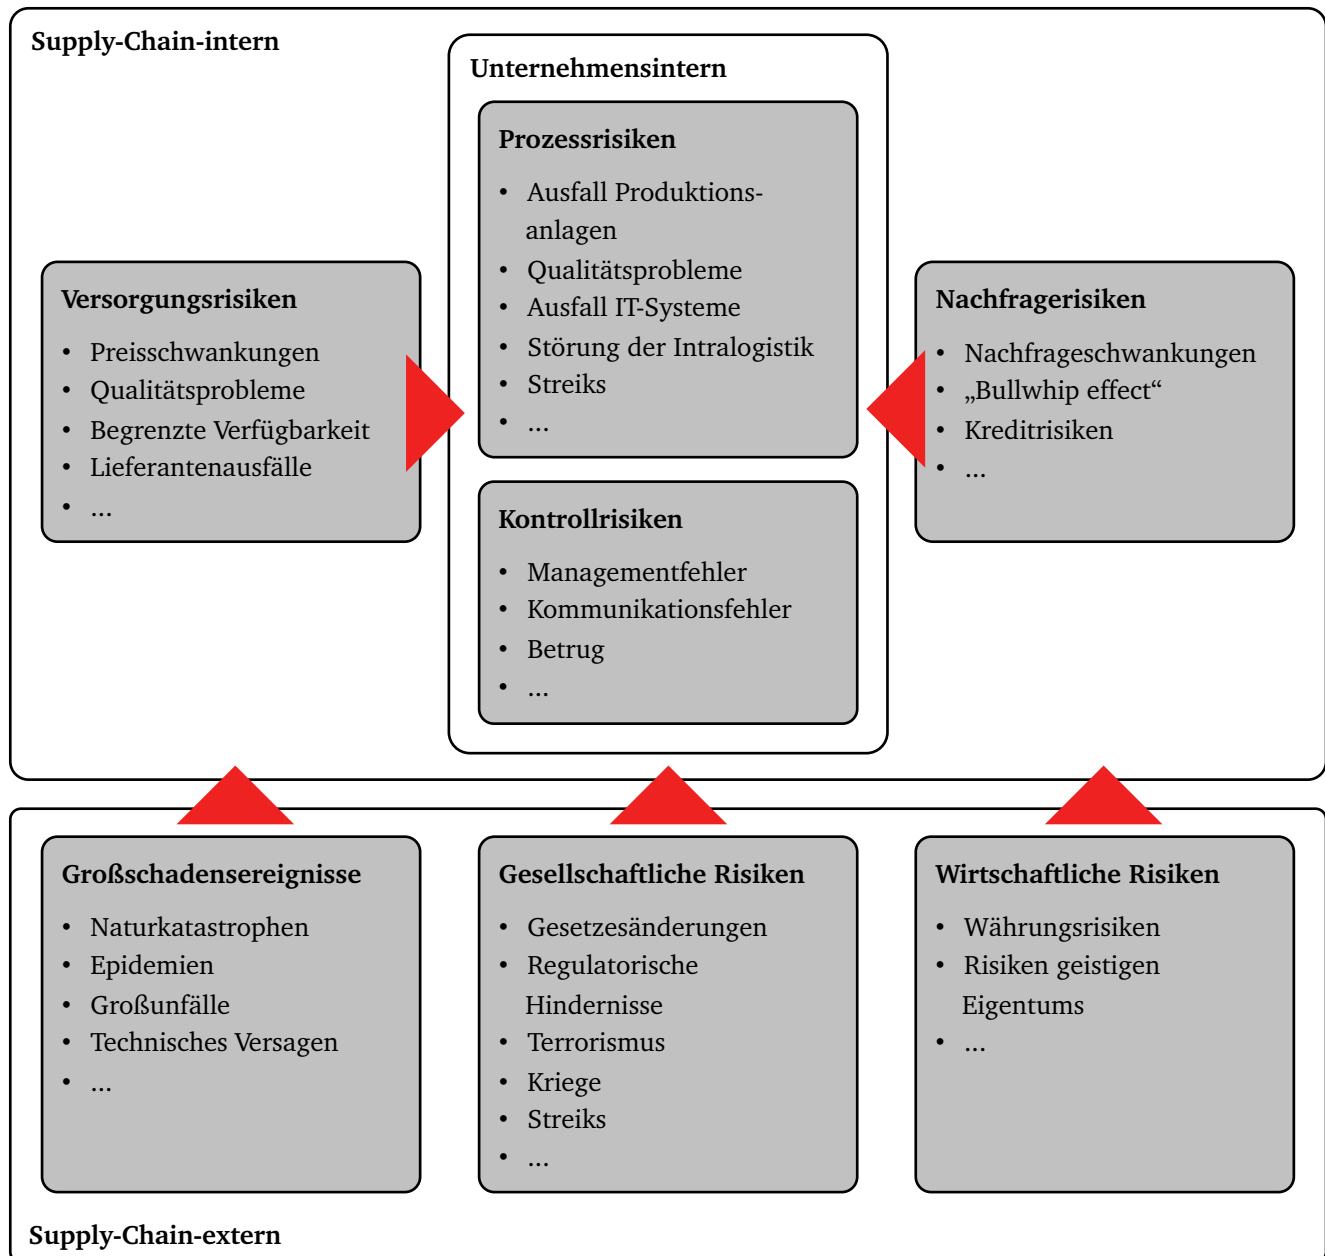 Supply-Chain-intern
Unternehmensintern
Prozessrisiken
• Ausfall Produktions-
anlagen
• Qualitätsprobleme
• Ausfall IT-Systeme
• Störung der Intralogistik
• Streiks
• ...
Versorgungsrisiken
• Preisschwankungen
• Qualitätsprobleme
• Begrenzte Verfügbarkeit
• Lieferantenausfälle
• ...
Nachfragerisiken
• Nachfrageschwankungen
• „Bullwhip effect“
• Kreditrisiken
• ...
Kontrollrisiken
• Managementfehler
• Kommunikationsfehler
• Betrug
• ...
Großschadensereignisse
• Naturkatastrophen
• Epidemien
• Großunfälle
• Technisches Versagen
• ...
Gesellschaftliche Risiken
• Gesetzesänderungen
• Regulatorische
Hindernisse
• Terrorismus
• Kriege
• Streiks
• ...
Wirtschaftliche Risiken
• Währungsrisiken
• Risiken geistigen
Eigentums
• ...
Supply-Chain-extern